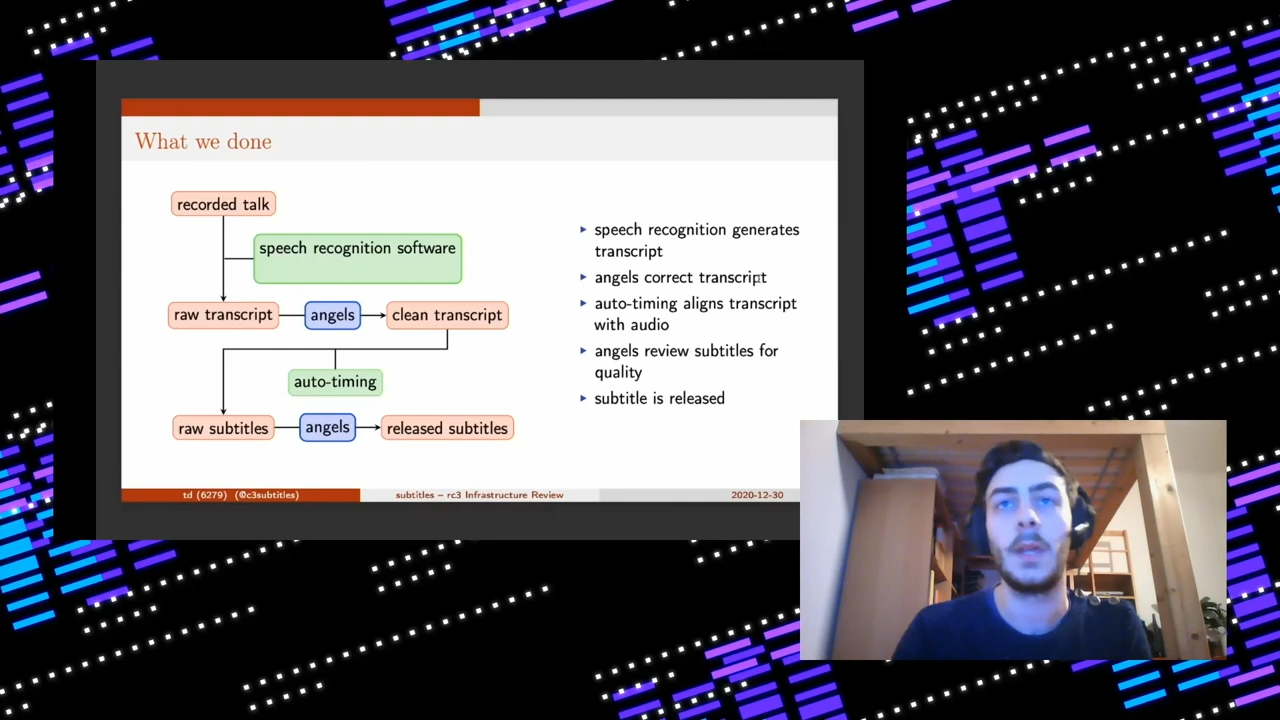 What we done
recorded talk
speech recognition software
raw transcript
angels
clean transcript
auto-timing
raw subtitles
angels
released subtitles
speech recognition generates
transcript
angels correct transcript
auto-timing aligns transcript
with audio
angels review subtitles for
quality
subtitle is released
td (6279) (@c3subtitles)
subtitles – rc3 Infrastructure Review
2020-12-30